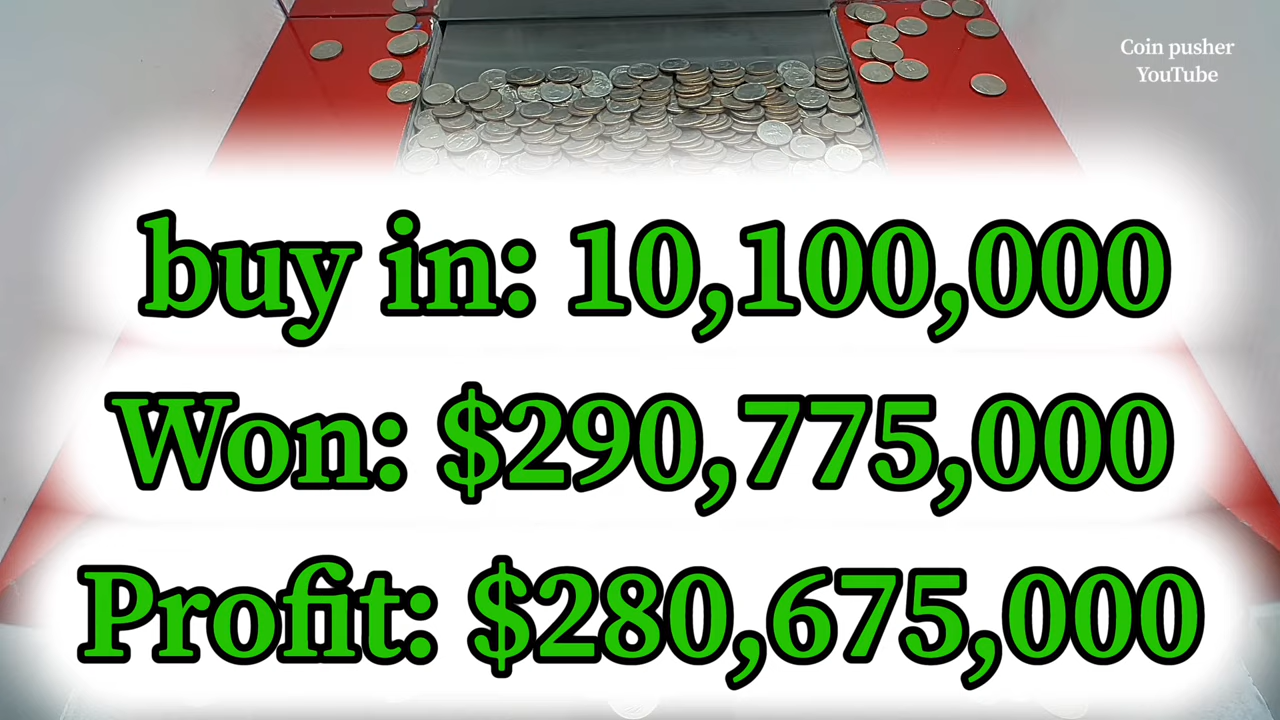 Coin pusher
YouTube
buy in: 10,100,000
Won: $290,775,000
Profit: $280,675,000